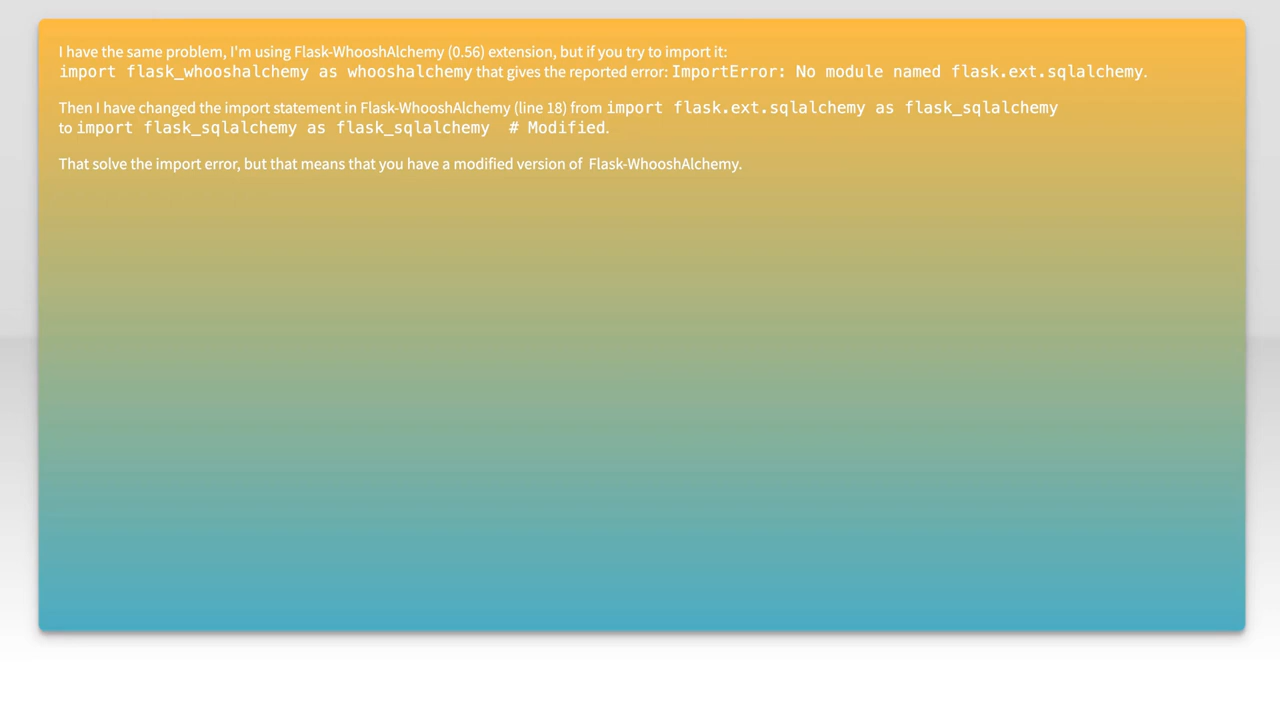 I have the same problem, I'm using Flask-WhooshAlchemy (0.56) extension, but if you try to import it:
import flask_whooshalchemy as whooshalchemy that gives the reported error: ImportError: No module named flask.ext.sqlalchemy.
Then I have changed the import statement in Flask-WhooshAlchemy (line 18) from import flask.ext.sqlalchemy as flask_sqlalchemy
to import flask_sqlalchemy as flask_sqlalchemy  # Modified.
That solve the import error, but that means that you have a modified version of  Flask-WhooshAlchemy.